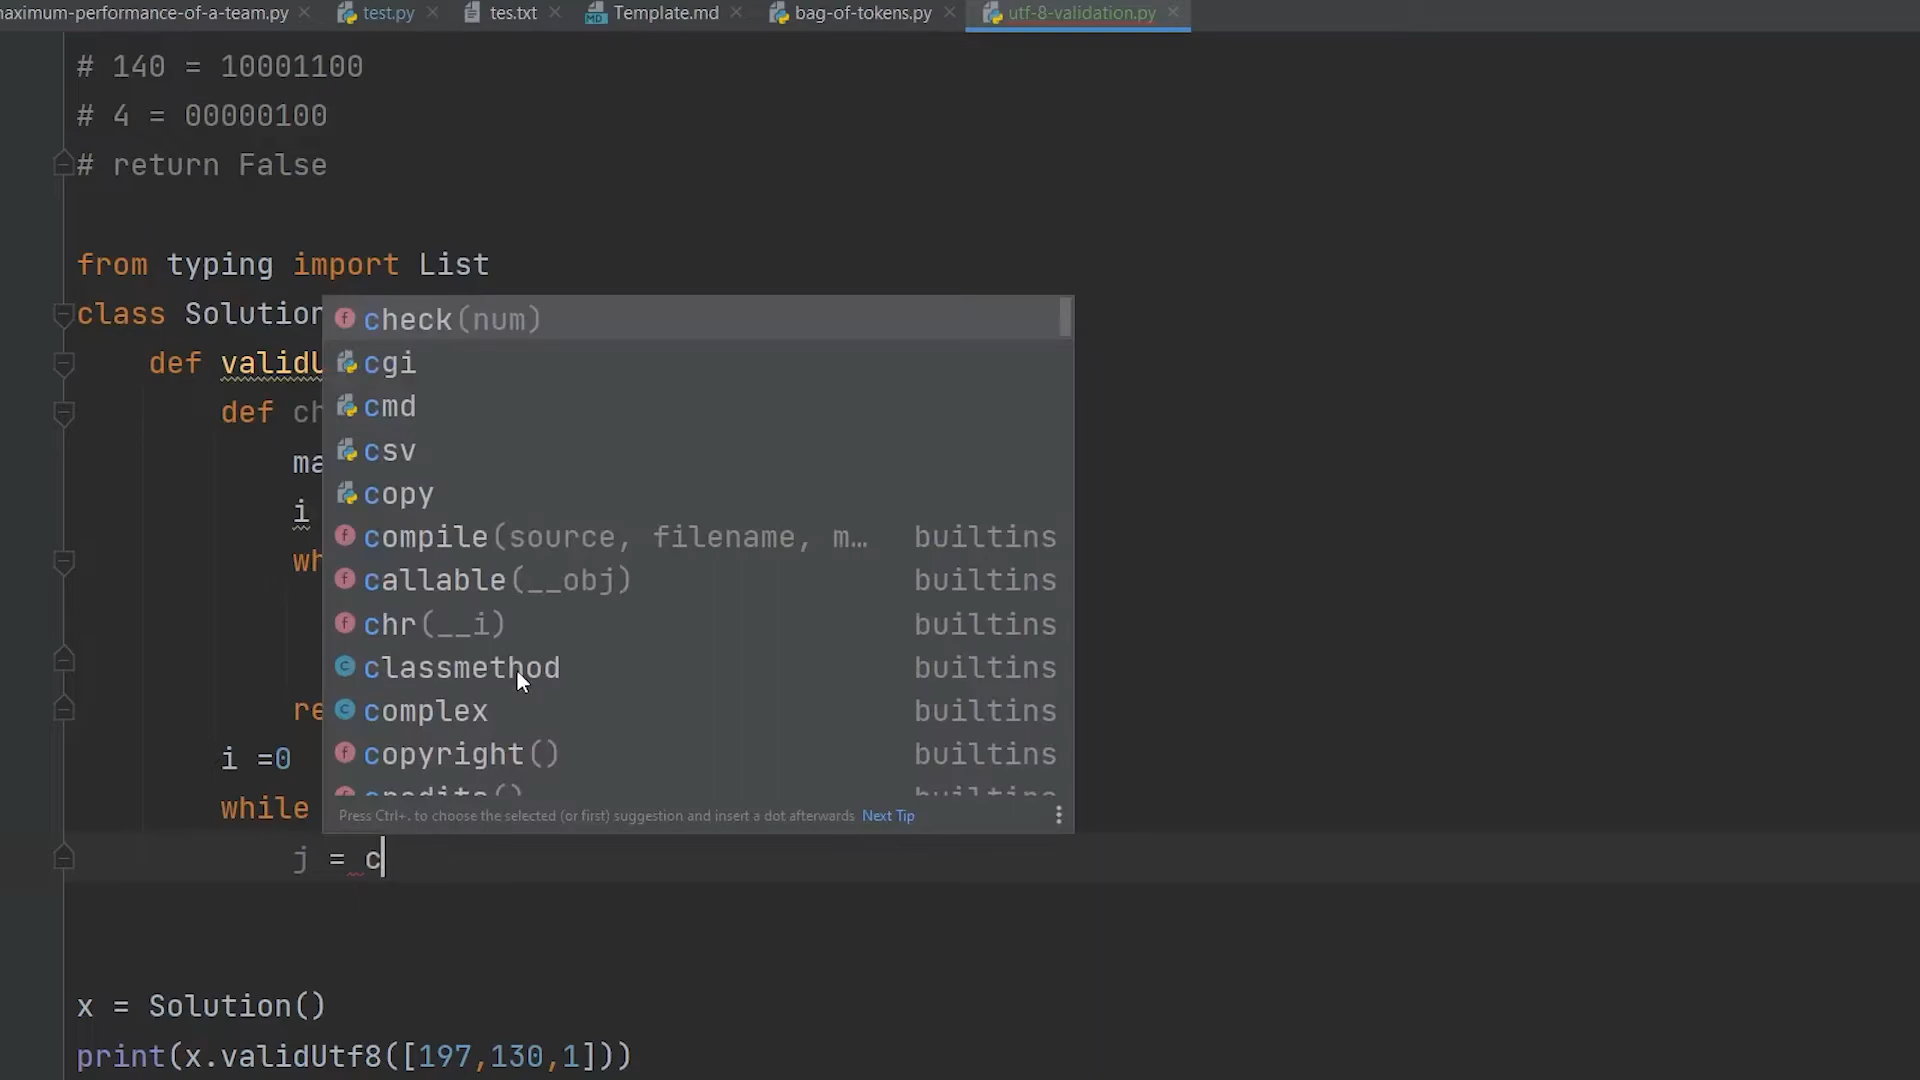 aximum-performance-of-a-team.py test.py tes.txt Template.md bag-of-tokens.py utf-8-validation.py
# 140 = 10001100
# 4 = 00000100
# return False
from typing import List
class Solution
def validU
def ch
ma
i
wh
re
i =0
while
j = c
check(num)
cgi
cmd
csv
copy
compile(source, filename, m… builtins
callable(__obj) builtins
chr(__i) builtins
classmethod builtins
complex builtins
copyright() builtins
Press Ctrl+. to choose the selected (or first) suggestion and insert a dot afterwards Next Tip
x = Solution()
print(x.validUtf8([197,130,1]))